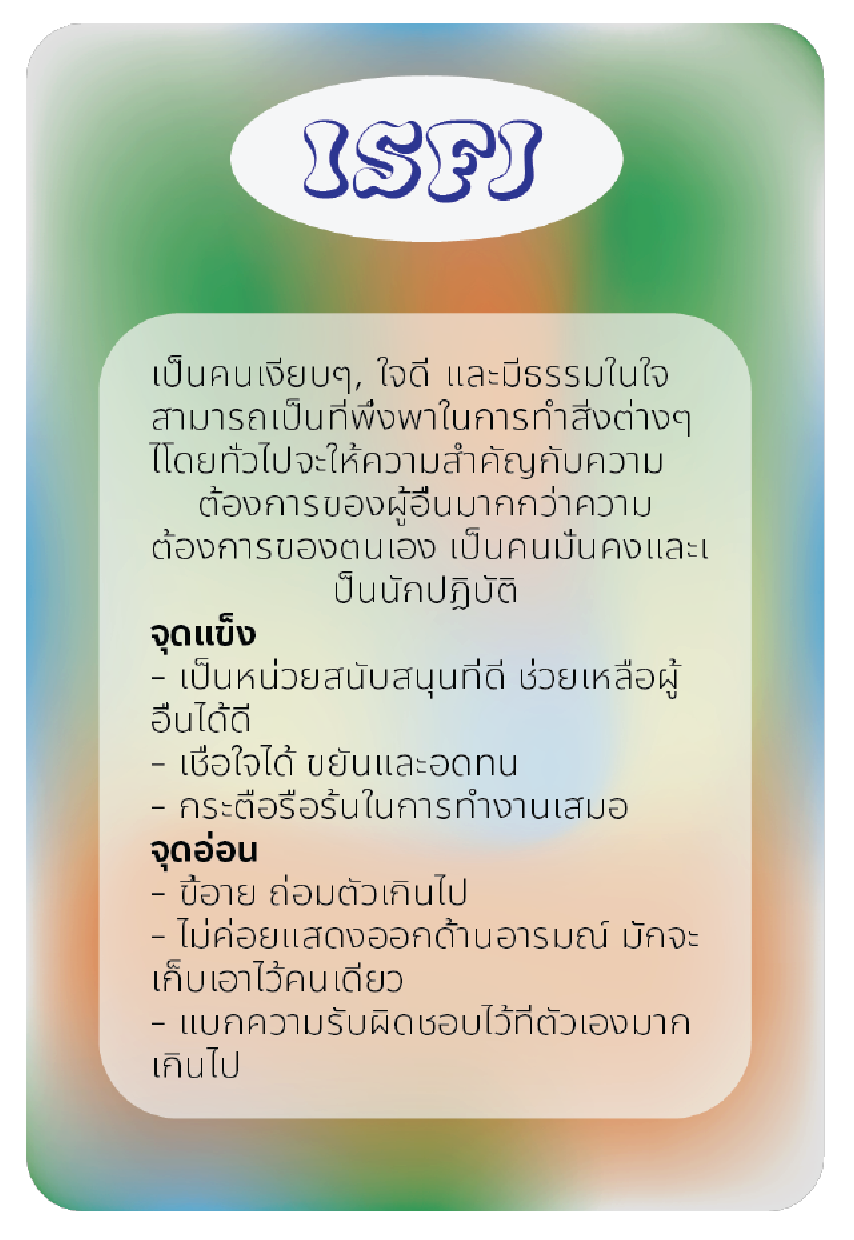 ISFJ
เป็นคนเงียบๆ, ใจดี และมีธรรมในใจ
สามารถเป็นที่พึ่งพาในการทำสิ่งต่างๆ
ไโดยทั่วไปจะให้ความสำคัญกับความ
ต้องการของผู้อื่นมากกว่าความ
ต้องการของตนเอง เป็นคนมั่นคงและเ
ป็นนักปฏิบัติ
จุดแข็ง
- เป็นหน่วยสนับสนุนที่ดี ช่วยเหลือผู้
อื่นได้ดี
- เชื่อใจได้ ขยันและอดทน
- กระตือรือร้นในการทำงานเสมอ
จุดอ่อน
- ขี้อาย ถ่อมตัวเกินไป
- ไม่ค่อยแสดงออกด้านอารมณ์ มักจะ
เก็บเอาไว้คนเดียว
- แบกความรับผิดชอบไว้ที่ตัวเองมาก
เกินไป